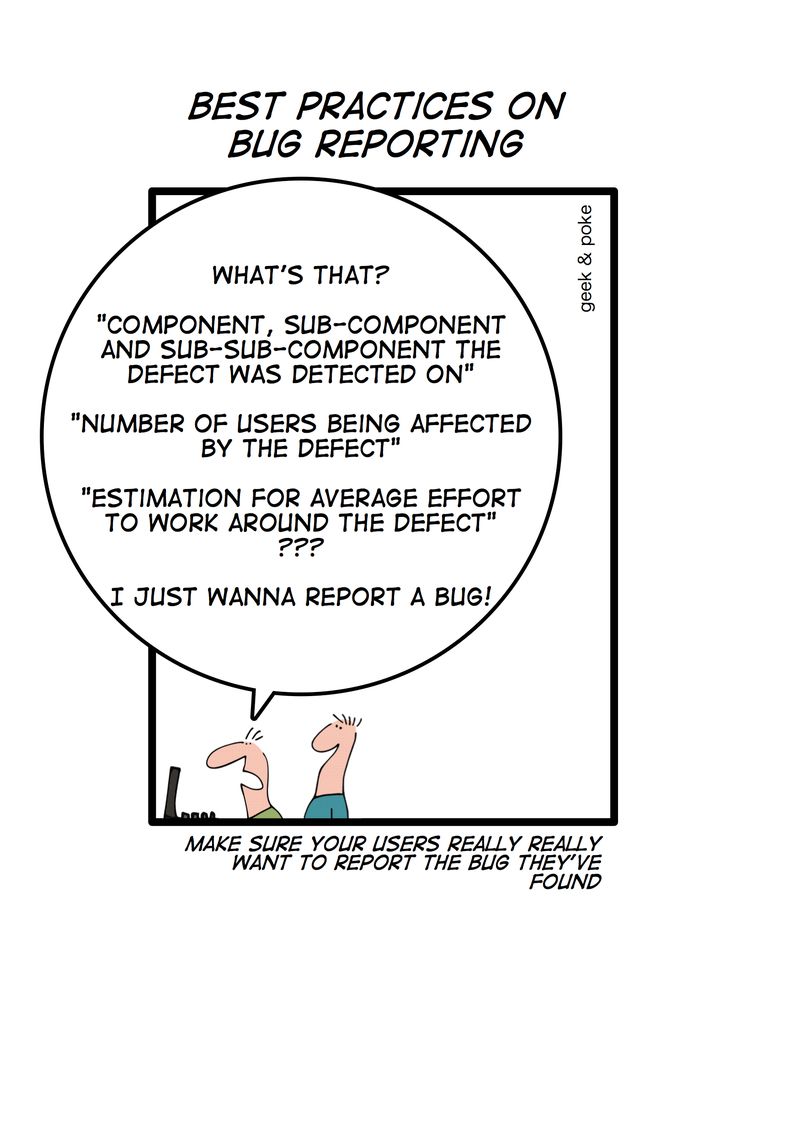 BEST PRACTICES ON
BUG REPORTING
geek & poke
WHAT'S THAT?
"COMPONENT, SUB-COMPONENT
AND SUB-SUB-COMPONENT THE
DEFECT WAS DETECTED ON"
"NUMBER OF USERS BEING AFFECTED
BY THE DEFECT"
"ESTIMATION FOR AVERAGE EFFORT
TO WORK AROUND THE DEFECT"
???
I JUST WANNA REPORT A BUG!
MAKE SURE YOUR USERS REALLY REALLY
WANT TO REPORT THE BUG THEY'VE
FOUND